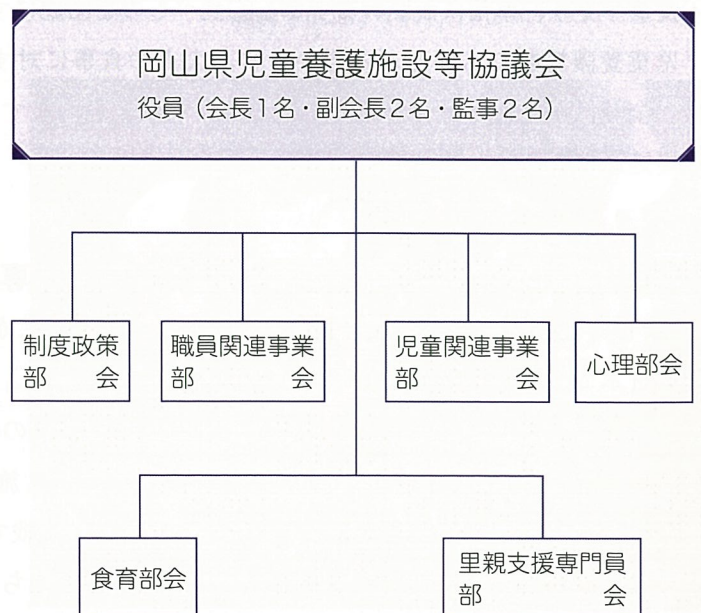 岡山県児童養護施設等協議会
役員（会長1名・副会長2名・監事2名）
制度政策
部　会
職員関連事業
部　会
児童関連事業
部　会
心理部会
食育部会
里親支援専門員
部　会